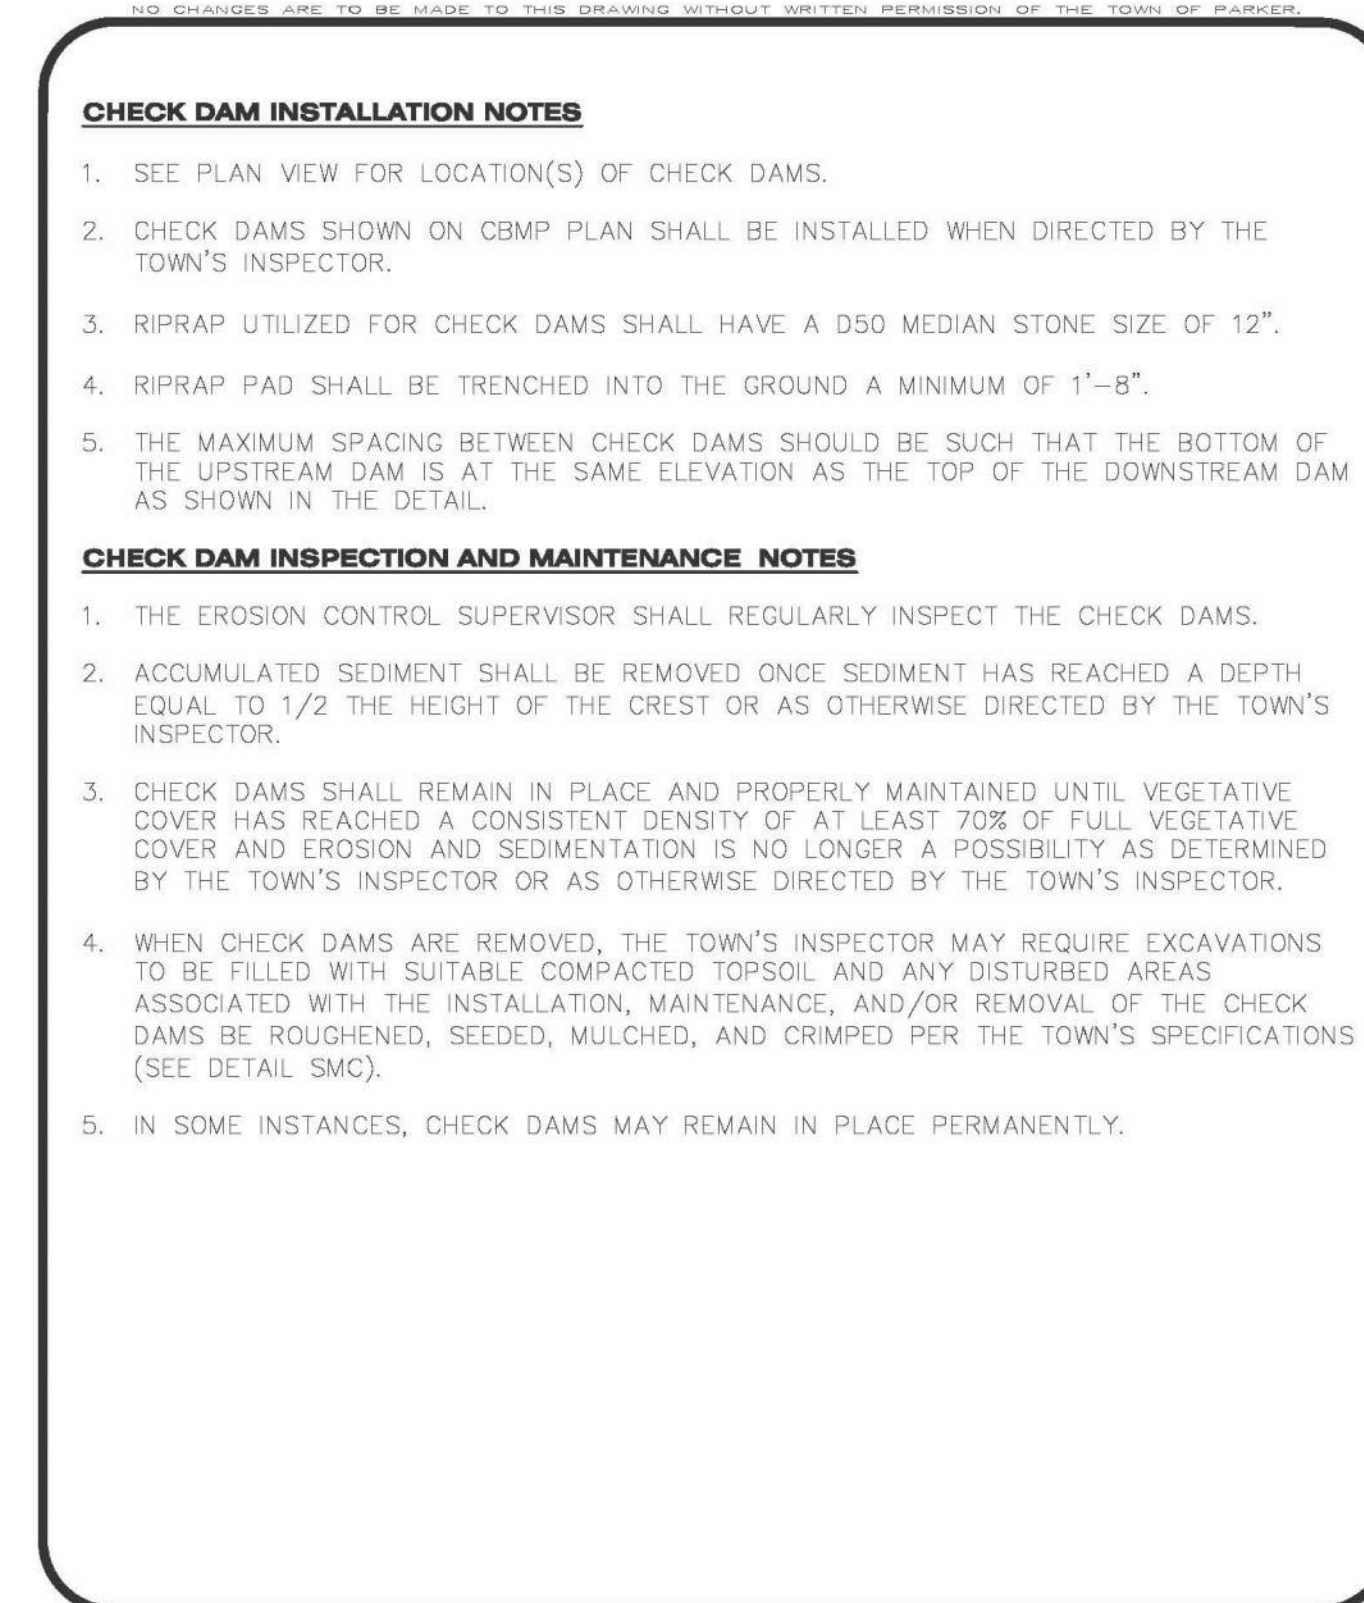 NO CHANGES ARE TO BE MADE TO THIS DRAWING WITHOUT WRITTEN PERMISSION OF THE TOWN OF PARKER.
CHECK DAM INSTALLATION NOTES
1. SEE PLAN VIEW FOR LOCATION(S) OF CHECK DAMS.
2. CHECK DAMS SHOWN ON CBMP PLAN SHALL BE INSTALLED WHEN DIRECTED BY THE
TOWN'S INSPECTOR.
3. RIPRAP UTILIZED FOR CHECK DAMS SHALL HAVE A D50 MEDIAN STONE SIZE OF 12".
4. RIPRAP PAD SHALL BE TRENCHED INTO THE GROUND A MINIMUM OF 1'-8".
5. THE MAXIMUM SPACING BETWEEN CHECK DAMS SHOULD BE SUCH THAT THE BOTTOM OF
THE UPSTREAM DAM IS AT THE SAME ELEVATION AS THE TOP OF THE DOWNSTREAM DAM
AS SHOWN IN THE DETAIL.
CHECK DAM INSPECTION AND MAINTENANCE NOTES
1. THE EROSION CONTROL SUPERVISOR SHALL REGULARLY INSPECT THE CHECK DAMS.
2. ACCUMULATED SEDIMENT SHALL BE REMOVED ONCE SEDIMENT HAS REACHED A DEPTH
EQUAL TO 1/2 THE HEIGHT OF THE CREST OR AS OTHERWISE DIRECTED BY THE TOWN'S
INSPECTOR.
3. CHECK DAMS SHALL REMAIN IN PLACE AND PROPERLY MAINTAINED UNTIL VEGETATIVE
COVER HAS REACHED A CONSISTENT DENSITY OF AT LEAST 70% OF FULL VEGETATIVE
COVER AND EROSION AND SEDIMENTATION IS NO LONGER A POSSIBILITY AS DETERMINED
BY THE TOWN'S INSPECTOR OR AS OTHERWISE DIRECTED BY THE TOWN'S INSPECTOR.
4. WHEN CHECK DAMS ARE REMOVED, THE TOWN'S INSPECTOR MAY REQUIRE EXCAVATIONS
TO BE FILLED WITH SUITABLE COMPACTED TOPSOIL AND ANY DISTURBED AREAS
ASSOCIATED WITH THE INSTALLATION, MAINTENANCE, AND/OR REMOVAL OF THE CHECK
DAMS BE ROUGHENED, SEEDED, MULCHED, AND CRIMPED PER THE TOWN'S SPECIFICATIONS
(SEE DETAIL SMC).
5. IN SOME INSTANCES, CHECK DAMS MAY REMAIN IN PLACE PERMANENTLY.